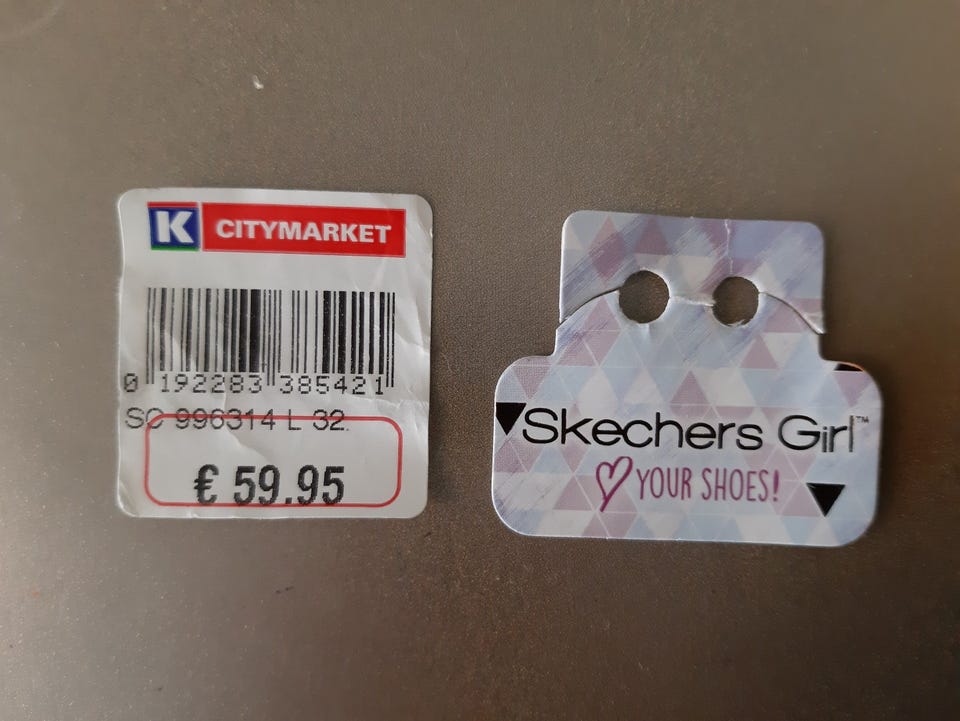 K CITYMARKET
0 192283 385421
SC 996314 L 32.
€ 59.95
Skechers Girl™
YOUR SHOES!